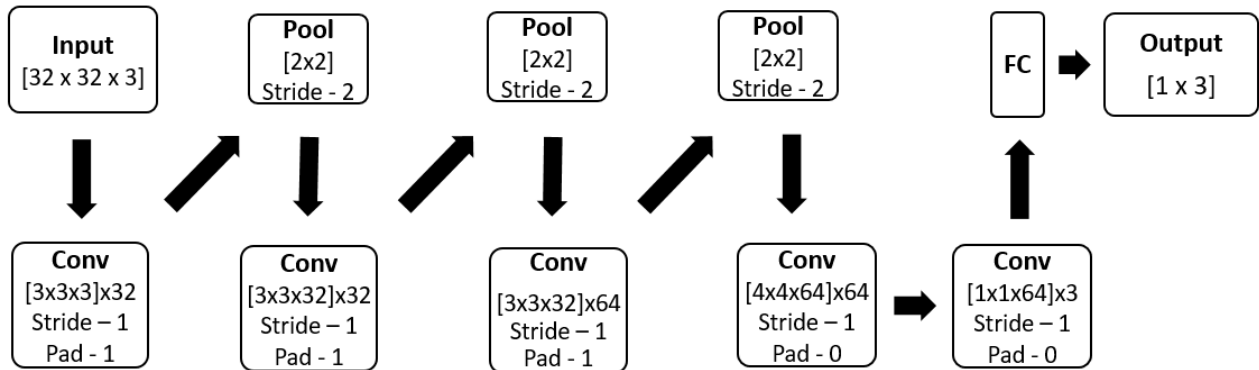 Input
[32 x 32 x 3]
Pool
[2x2]
Stride - 2
Pool
[2x2]
Stride - 2
Pool
[2x2]
Stride - 2
FC
Output
[1 x 3]
Conv
[3x3x3]x32
Stride – 1
Pad - 1
Conv
[3x3x32]x32
Stride – 1
Pad - 1
Conv
[3x3x32]x64
Stride – 1
Pad - 1
Conv
[4x4x64]x64
Stride – 1
Pad - 0
Conv
[1x1x64]x3
Stride – 1
Pad - 0